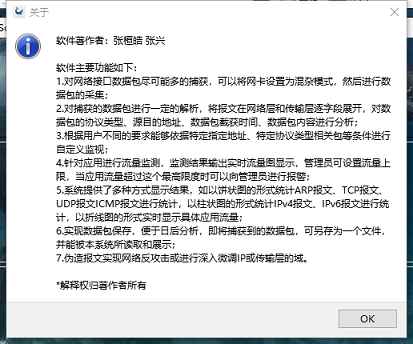 关于
软件著作者：张桓皓 张兴
软件主要功能如下：
1.对网络接口数据包尽可能多的捕获，可以将网卡设置为混杂模式，然后进行
数据包的采集；
2.对捕获的数据包进行一定的解析，将报文在网络层和传输层逐字段展开，对数
据包的协议类型、源目的地址、数据包截获时间、数据包内容进行分析；
3.根据用户不同的要求能够依据特定指定地址、特定协议类型相关包等条件进行
自定义监视；
4.针对应用进行流量监测，监测结果输出实时流量图显示，管理员可设置流量上
限，当应用流量超过这个最高限度时可以向管理员进行报警；
5.系统提供了多种方式显示结果，如以饼状图的形式统计ARP报文、TCP报文、
UDP报文ICMP报文进行统计，以柱状图的形式统计IPv4报文、IPv6报文进行统
计，以折线图的形式实时显示具体应用流量；
6.实现数据包保存，便于日后分析，即将捕获到的数据包，可另存为一个文件，
并能被本系统所读取和展示；
7.伪造报文实现网络反攻击或进行深入微调IP或传输层的域。
*解释权归著作者所有
OK